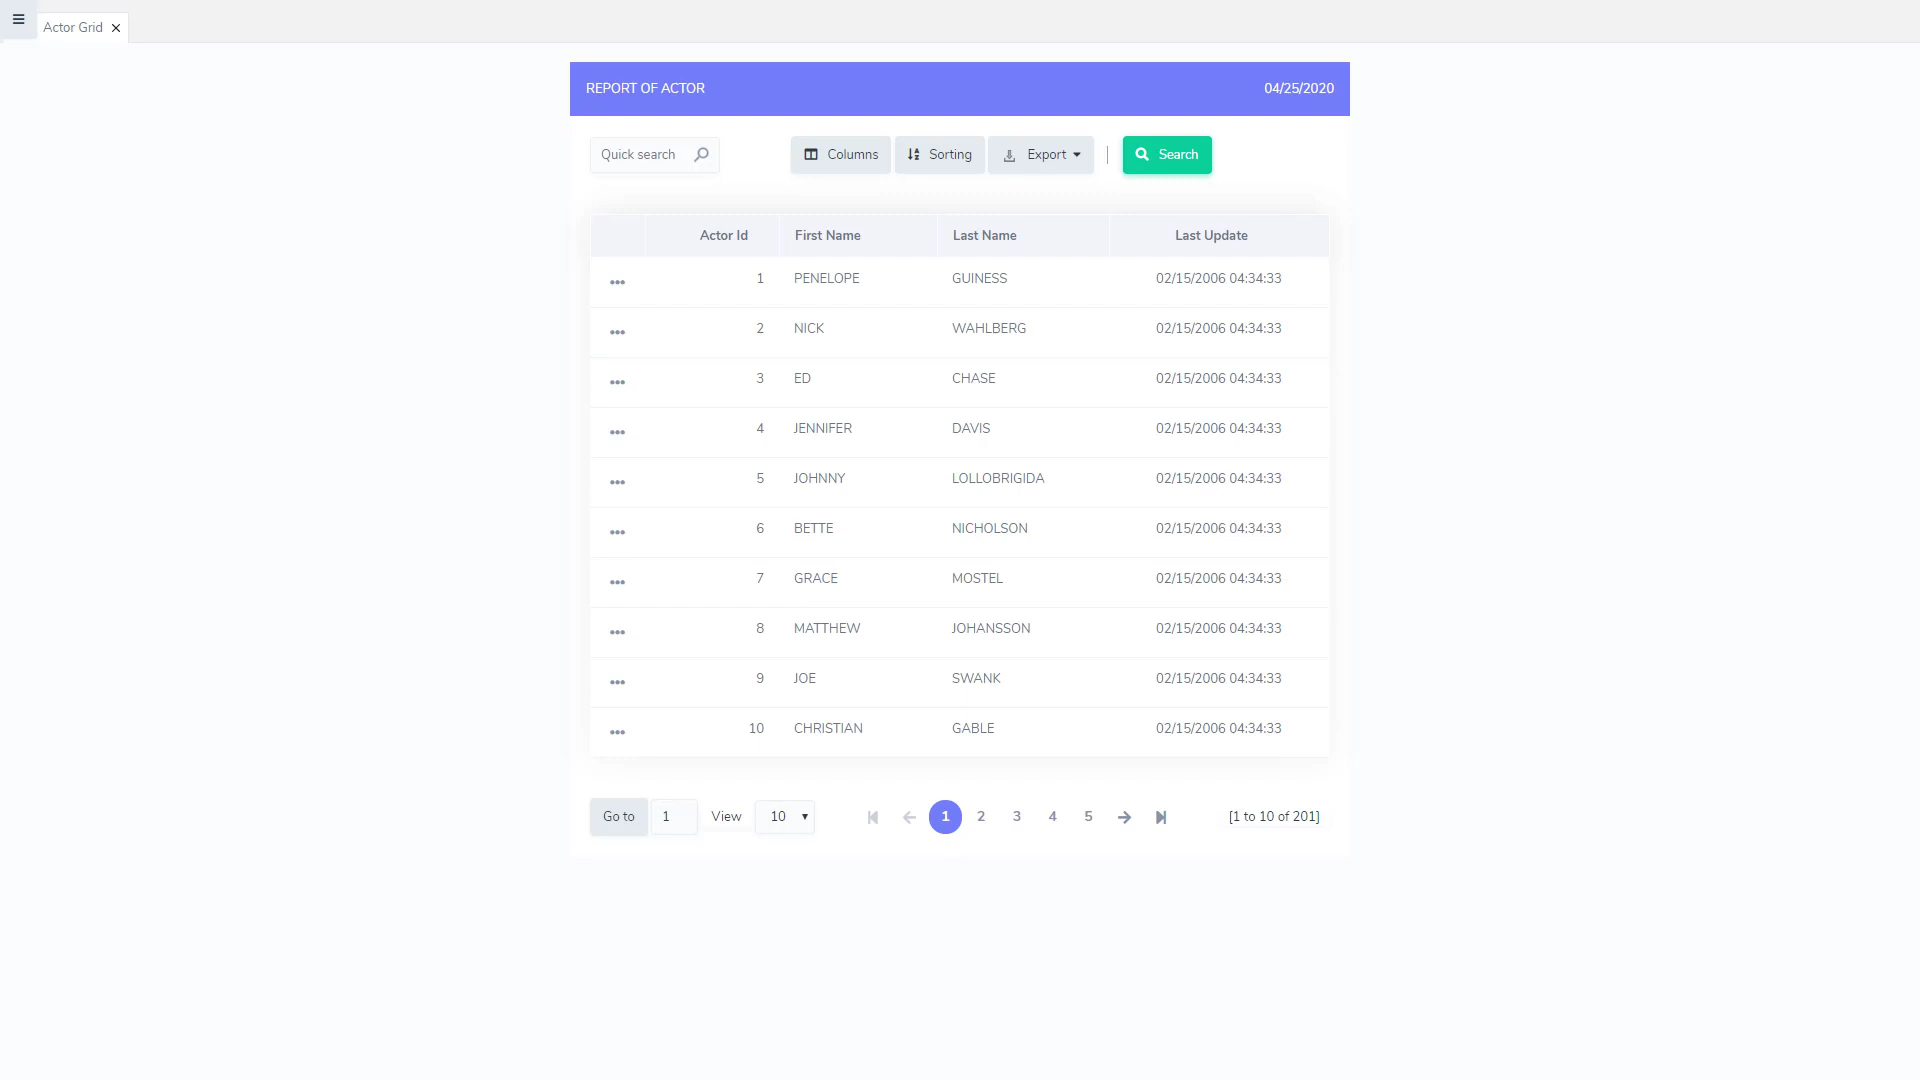 Actor Grid
REPORT OF ACTOR 04/25/2020
Quick search Columns Sorting Export Search
Actor Id First Name Last Name Last Update
1 PENELOPE GUINESS 02/15/2006 04:34:33
2 NICK WAHLBERG 02/15/2006 04:34:33
3 ED CHASE 02/15/2006 04:34:33
4 JENNIFER DAVIS 02/15/2006 04:34:33
5 JOHNNY LOLLOBRIGIDA 02/15/2006 04:34:33
6 BETTE NICHOLSON 02/15/2006 04:34:33
7 GRACE MOSTEL 02/15/2006 04:34:33
8 MATTHEW JOHANSSON 02/15/2006 04:34:33
9 JOE SWANK 02/15/2006 04:34:33
10 CHRISTIAN GABLE 02/15/2006 04:34:33
Go to 1 View 10 1 2 3 4 5 [1 to 10 of 201]